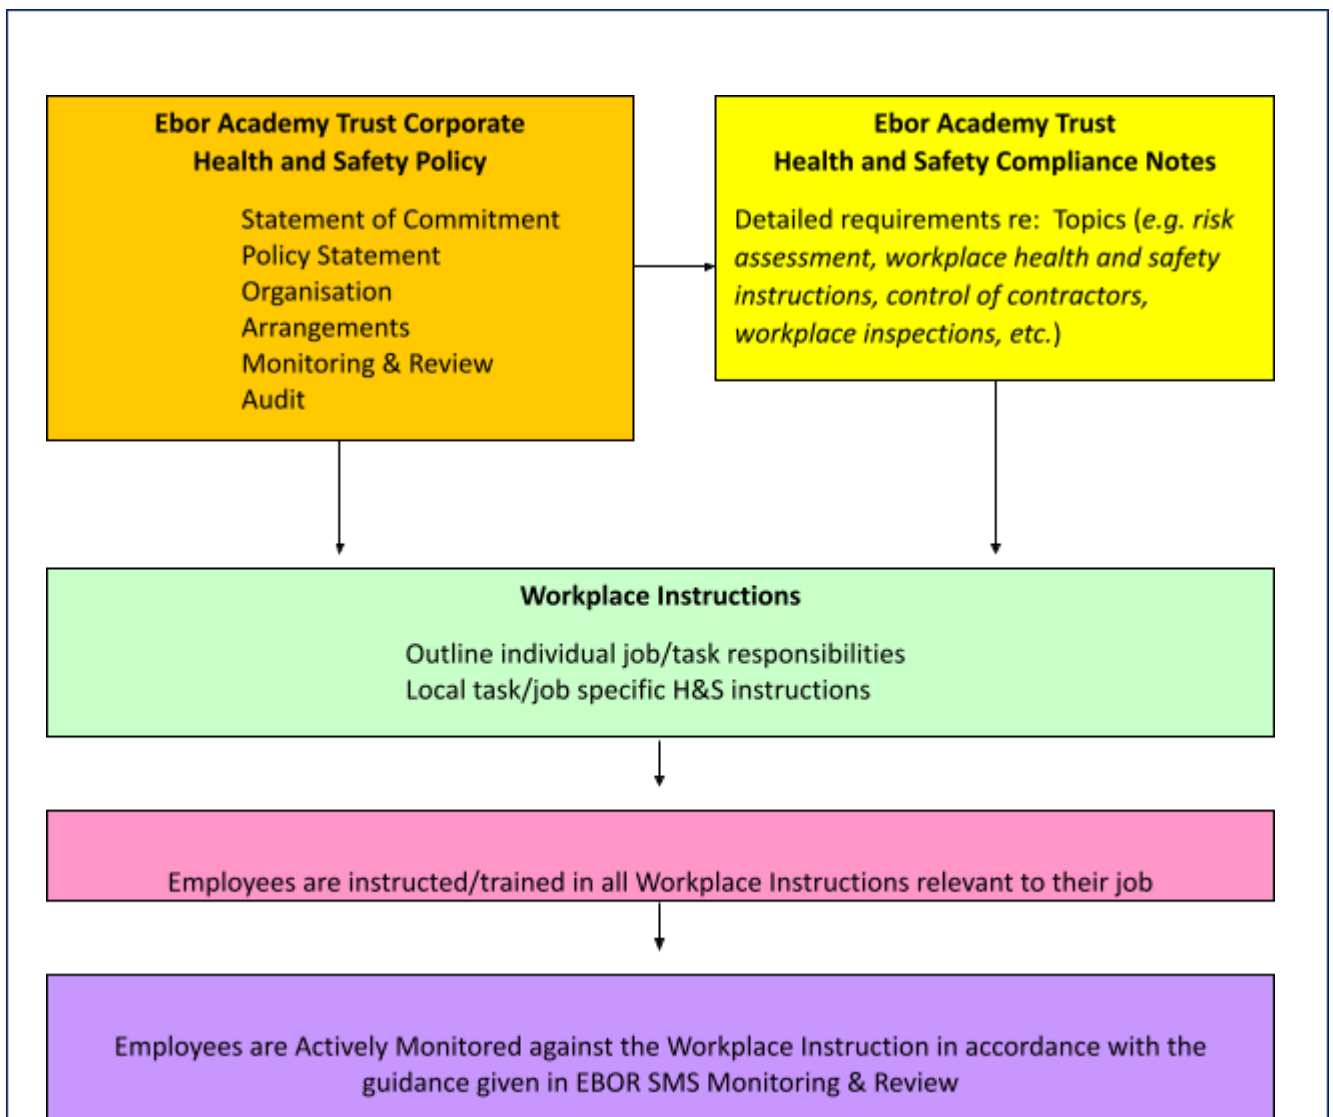 Ebor Academy Trust Corporate
Health and Safety Policy
Statement of Commitment
Policy Statement
Organisation
Arrangements
Monitoring & Review
Audit
Ebor Academy Trust
Health and Safety Compliance Notes
Detailed requirements re:  Topics (e.g. risk
assessment, workplace health and safety
instructions, control of contractors,
workplace inspections, etc.)
Workplace Instructions
Outline individual job/task responsibilities
Local task/job specific H&S instructions
Employees are instructed/trained in all Workplace Instructions relevant to their job
Employees are Actively Monitored against the Workplace Instruction in accordance with the
guidance given in EBOR SMS Monitoring & Review